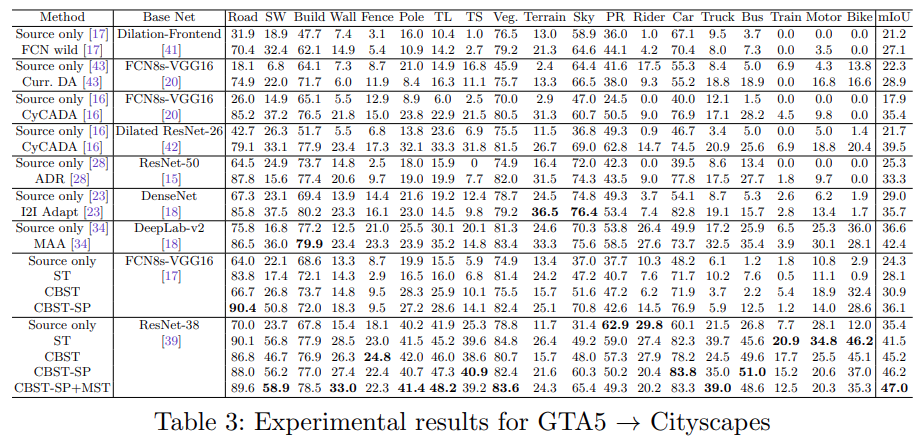 Method Base Net Road SW Build Wall Fence Pole TL TS Veg. Terrain Sky PR Rider Car Truck Bus Train Motor Bike mIoU
Source only [17] Dilation-Frontend 31.9 18.9 47.7 7.4 3.1 16.0 10.4 1.0 76.5 13.0 58.9 36.0 1.0 67.1 9.5 3.7 0.0 0.0 0.0 21.2
FCN wild [17] [41] 70.4 32.4 62.1 14.9 5.4 10.9 14.2 2.7 79.2 21.3 64.6 44.1 4.2 70.4 8.0 7.3 0.0 3.5 0.0 27.1
Source only [43] FCN8s-VGG16 18.1 6.8 64.1 7.3 8.7 21.0 14.9 16.8 45.9 2.4 64.4 41.6 17.5 55.3 8.4 5.0 6.9 4.3 13.8 22.3
Curr. DA [43] [20] 74.9 22.0 71.7 6.0 11.9 8.4 16.3 11.1 75.7 13.3 66.5 38.0 9.3 55.2 18.8 18.9 0.0 16.8 16.6 28.9
Source only [16] FCN8s-VGG16 26.0 14.9 65.1 5.5 12.9 8.9 6.0 2.5 70.0 2.9 47.0 24.5 0.0 40.0 12.1 1.5 0.0 0.0 0.0 17.9
CyCADA [16] [20] 85.2 37.2 76.5 21.8 15.0 23.8 22.9 21.5 80.5 31.3 60.7 50.5 9.0 76.9 17.1 28.2 4.5 9.8 0.0 35.4
Source only [16] Dilated ResNet-26 42.7 26.3 51.7 5.5 6.8 13.8 23.6 6.9 75.5 11.5 36.8 49.3 0.9 46.7 3.4 5.0 0.0 5.0 1.4 21.7
CyCADA [16] [42] 79.1 33.1 77.9 23.4 17.3 32.1 33.3 31.8 81.5 26.7 69.0 62.8 14.7 74.5 20.9 25.6 6.9 18.8 20.4 39.5
Source only [28] ResNet-50 64.5 24.9 73.7 14.8 2.5 18.0 15.9 0 74.9 16.4 72.0 42.3 0.0 39.5 8.6 13.4 0.0 0.0 0.0 25.3
ADR [28] [15] 87.8 15.6 77.4 20.6 9.7 19.0 19.9 7.7 82.0 31.5 74.3 43.5 9.0 77.8 17.5 27.7 1.8 9.7 0.0 33.3
Source only [23] DenseNet 67.3 23.1 69.4 13.9 14.4 21.6 19.2 12.4 78.7 24.5 74.8 49.3 3.7 54.1 8.7 5.3 2.6 6.2 1.9 29.0
I2I Adapt [23] [18] 85.8 37.5 80.2 23.3 16.1 23.0 14.5 9.8 79.2 36.5 76.4 53.4 7.4 82.8 19.1 15.7 2.8 13.4 1.7 35.7
Source only [34] DeepLab-v2 75.8 16.8 77.2 12.5 21.0 25.5 30.1 20.1 81.3 24.6 70.3 53.8 26.4 49.9 17.2 25.9 6.5 25.3 36.0 36.6
MAA [34] [18] 86.5 36.0 79.9 23.4 23.3 23.9 35.2 14.8 83.4 33.3 75.6 58.5 27.6 73.7 32.5 35.4 3.9 30.1 28.1 42.4
Source only FCN8s-VGG16 64.0 22.1 68.6 13.3 8.7 19.9 15.5 5.9 74.9 13.4 37.0 37.7 10.3 48.2 6.1 1.2 1.8 10.8 2.9 24.3
ST [17] 83.8 17.4 72.1 14.3 2.9 16.5 16.0 6.8 81.4 24.2 47.2 40.7 7.6 71.7 10.2 7.6 0.5 11.1 0.9 28.1
CBST 66.7 26.8 73.7 14.8 9.5 28.3 25.9 10.1 75.5 15.7 51.6 47.2 6.2 71.9 3.7 2.2 5.4 18.9 32.4 30.9
CBST-SP 90.4 50.8 72.0 18.3 9.5 27.2 28.6 14.1 82.4 25.1 70.8 42.6 14.5 76.9 5.9 12.5 1.2 14.0 28.6 36.1
Source only ResNet-38 70.0 23.7 67.8 15.4 18.1 40.2 41.9 25.3 78.8 11.7 31.4 62.9 29.8 60.1 21.5 26.8 7.7 28.1 12.0 35.4
ST [39] 90.1 56.8 77.9 28.5 23.0 41.5 45.2 39.6 84.8 26.4 49.2 59.0 27.4 82.3 39.7 45.6 20.9 34.8 46.2 41.5
CBST 86.8 46.7 76.9 26.3 24.8 42.0 46.0 38.6 80.7 15.7 48.0 57.3 27.9 78.2 24.5 49.6 17.7 25.5 45.1 45.2
CBST-SP 88.0 56.2 77.0 27.4 22.4 40.7 47.3 40.9 82.4 21.6 60.3 50.2 20.4 83.8 35.0 51.0 15.2 20.6 37.0 46.2
CBST-SP+MST 89.6 58.9 78.5 33.0 22.3 41.4 48.2 39.2 83.6 24.3 65.4 49.3 20.2 83.3 39.0 48.6 12.5 20.3 35.3 47.0
Table 3: Experimental results for GTA5 → Cityscapes